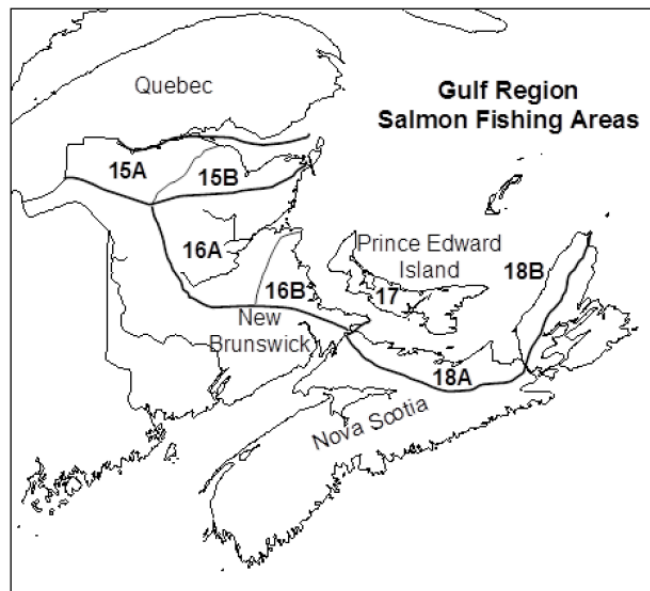 Quebec
Gulf Region
Salmon Fishing Areas
15A
15B
16A
Prince Edward
Island
18B
17
16B
New
Brunswick
18A
Nova Scotia